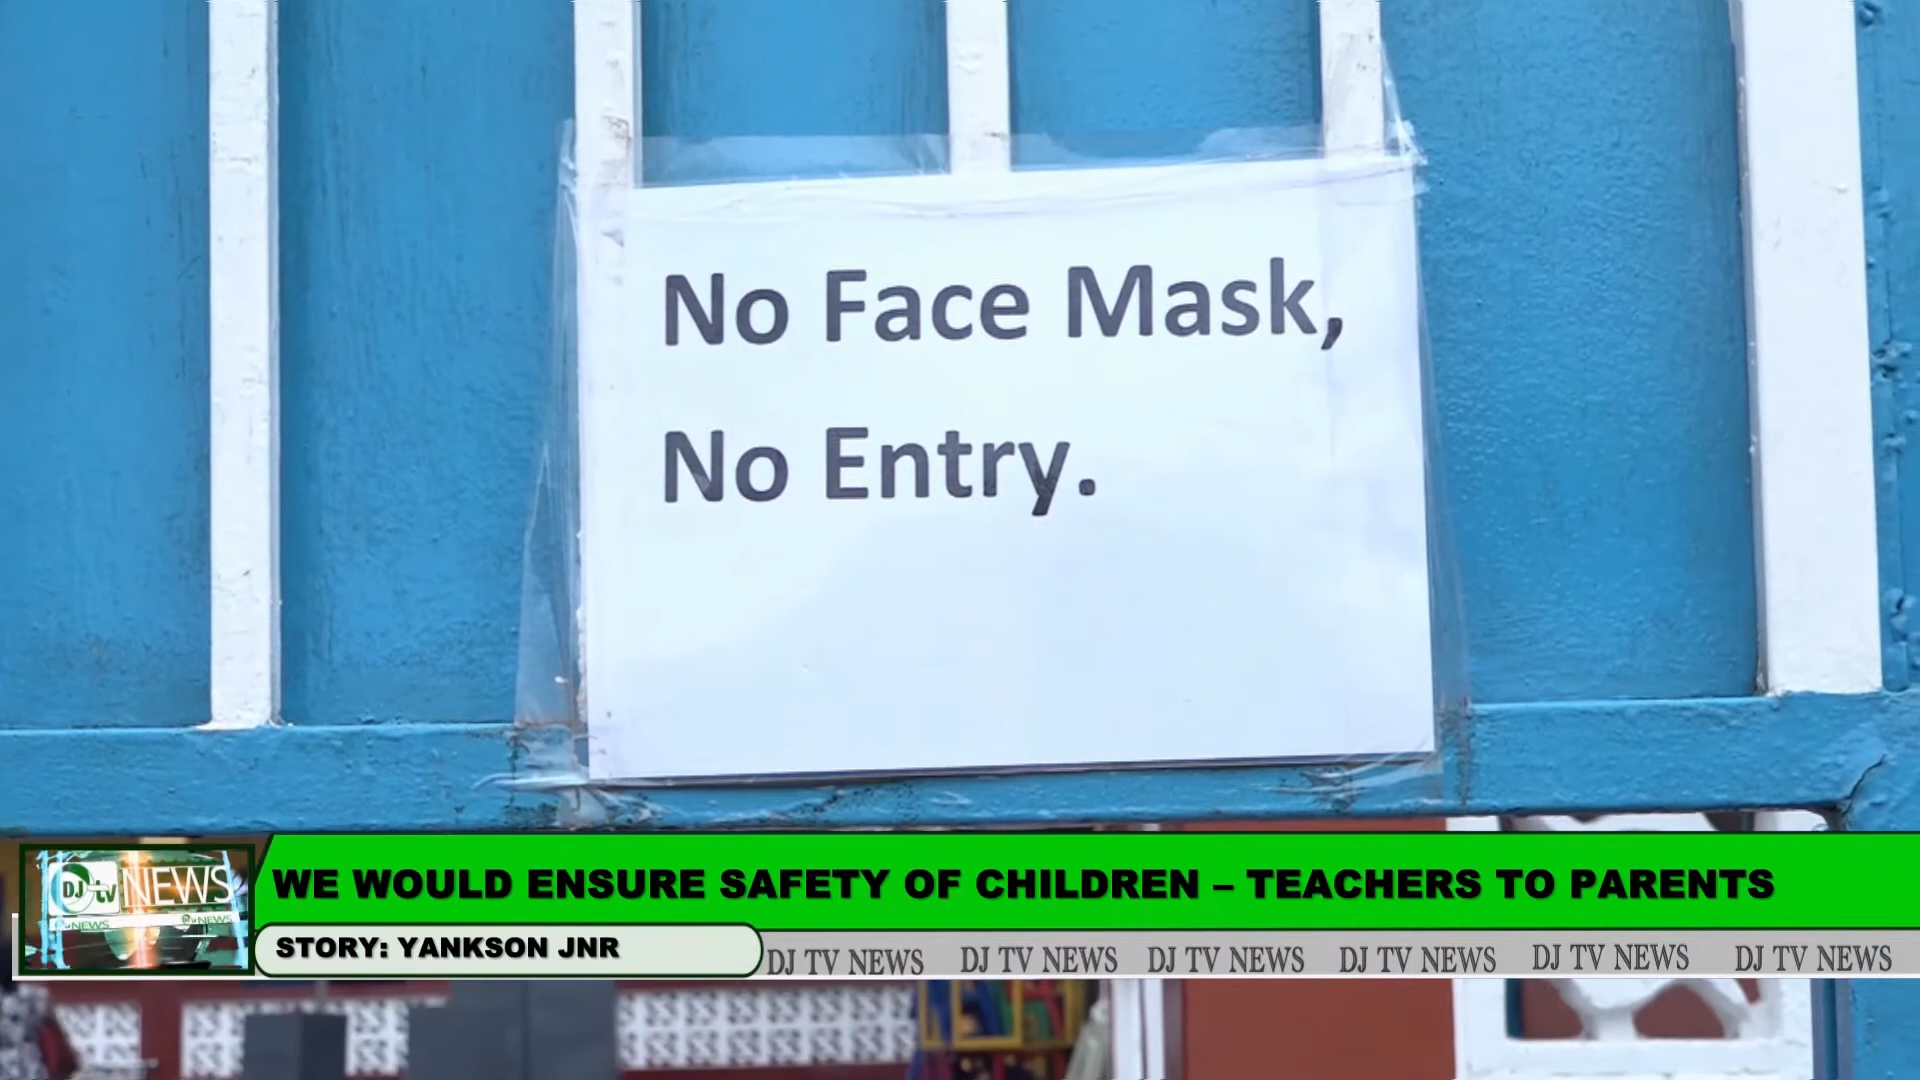 No Face Mask,
No Entry.
DJ tv NEWS
NEWS
NEWS
WE WOULD ENSURE SAFETY OF CHILDREN – TEACHERS TO PARENTS
STORY: YANKSON JNR
DJ TV NEWS DJ TV NEWS DJ TV NEWS DJ TV NEWS DJ TV NEWS DJ TV NEWS